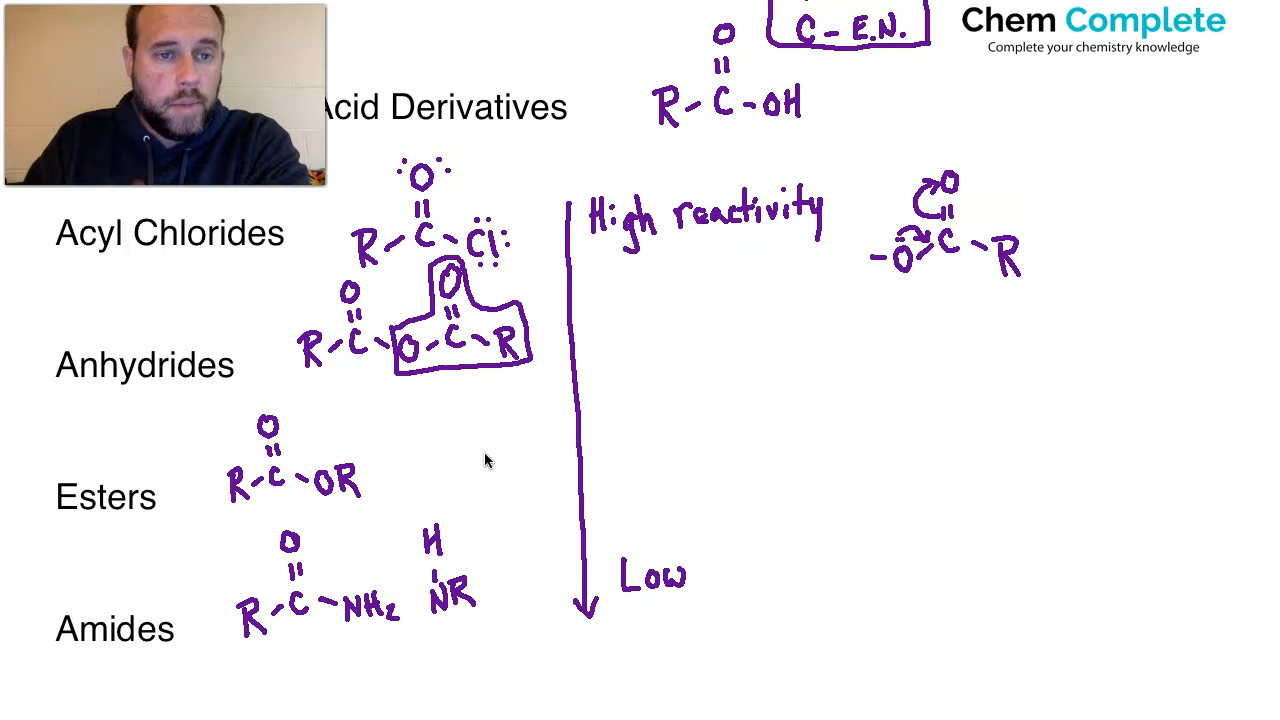 C - E.N.
Chem Complete
Complete your chemistry knowledge
O
R - C - OH
Acid Derivatives
O
Acyl Chlorides
R - C - Cl
High reactivity
O
- O - C - R
O
O
Anhydrides
R - C - O - C - R
O
Esters
R - C - OR
O
H
Amides
R - C - NH2
NR
Low